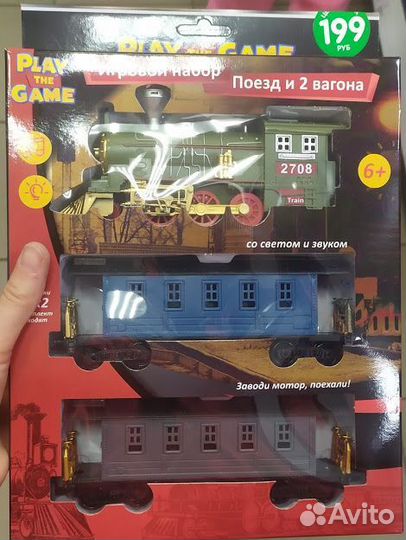 199
РУБ
PLAY THE GAME
PLAY
THE
GAME
Игровой набор
Поезд и 2 вагона
2708
6+
Train
со светом и звуком
Заводи мотор, поехали!
Avito